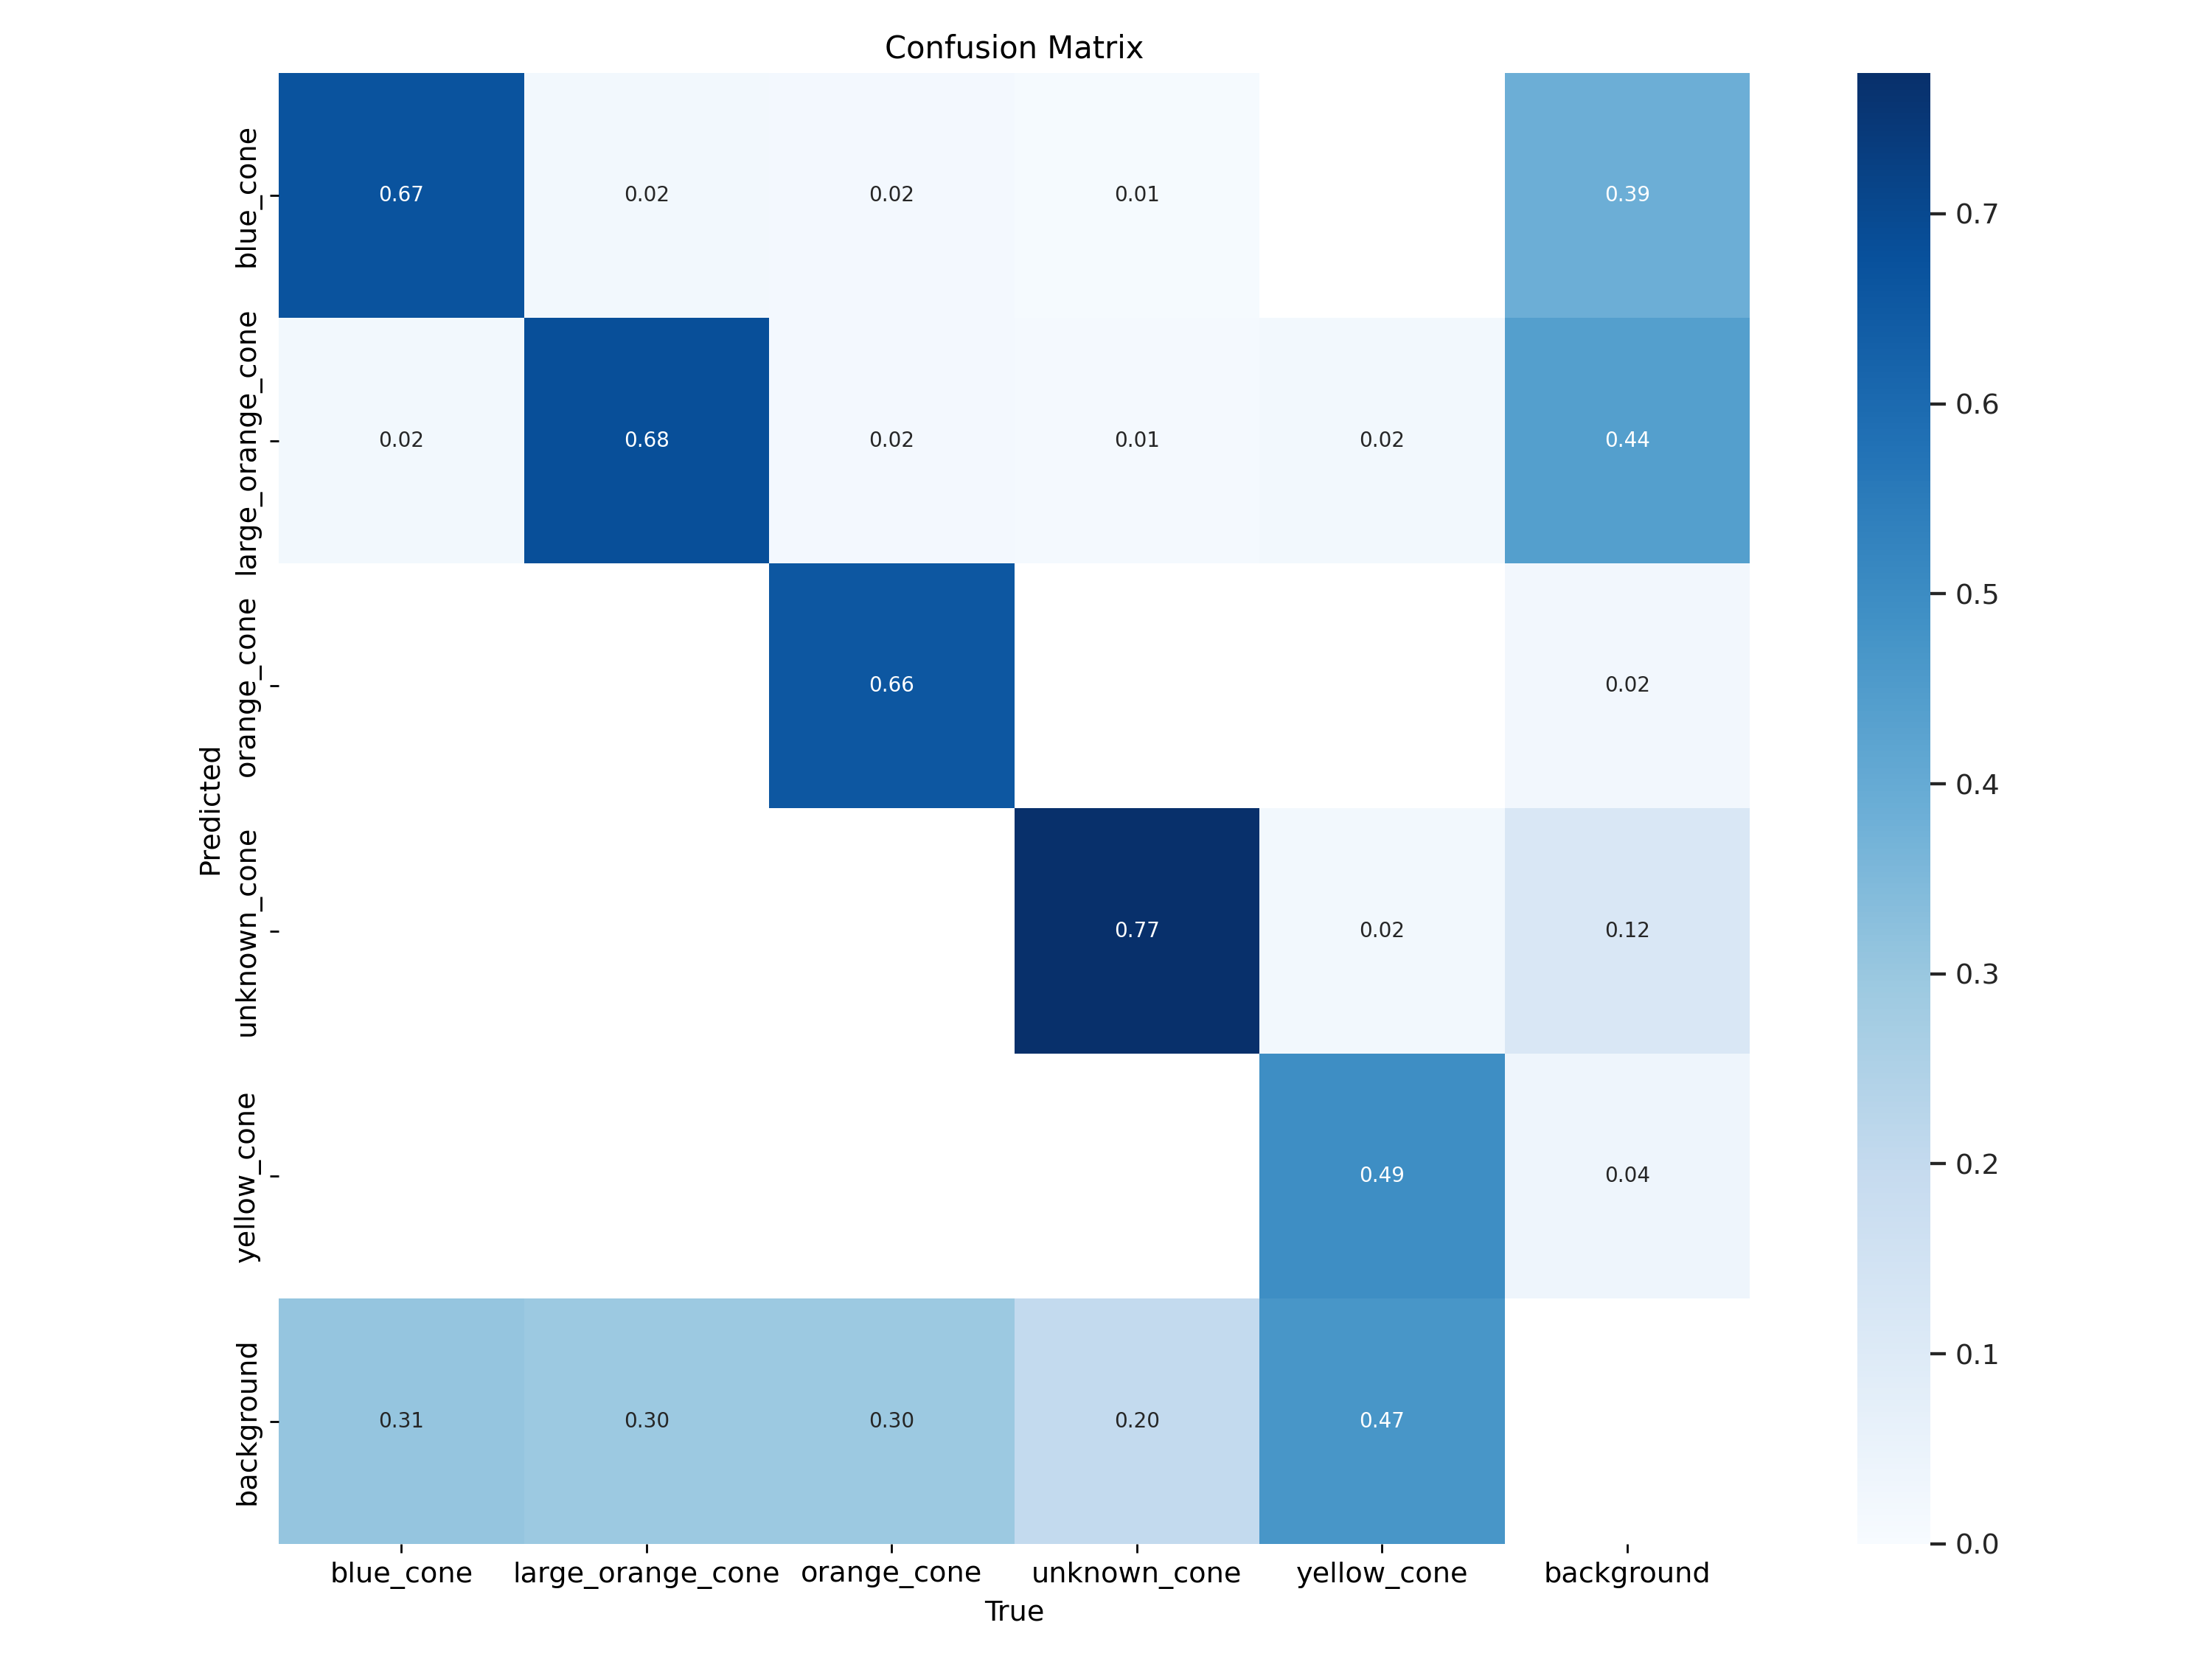 Confusion Matrix
Predicted
blue_cone
0.67 0.02 0.02 0.01 0.39
large_orange_cone
0.02 0.68 0.02 0.01 0.02 0.44
orange_cone
0.66 0.02
unknown_cone
0.77 0.02 0.12
yellow_cone
0.49 0.04
background
0.31 0.30 0.30 0.20 0.47
blue_cone large_orange_cone orange_cone unknown_cone yellow_cone background
True
0.7
0.6
0.5
0.4
0.3
0.2
0.1
0.0